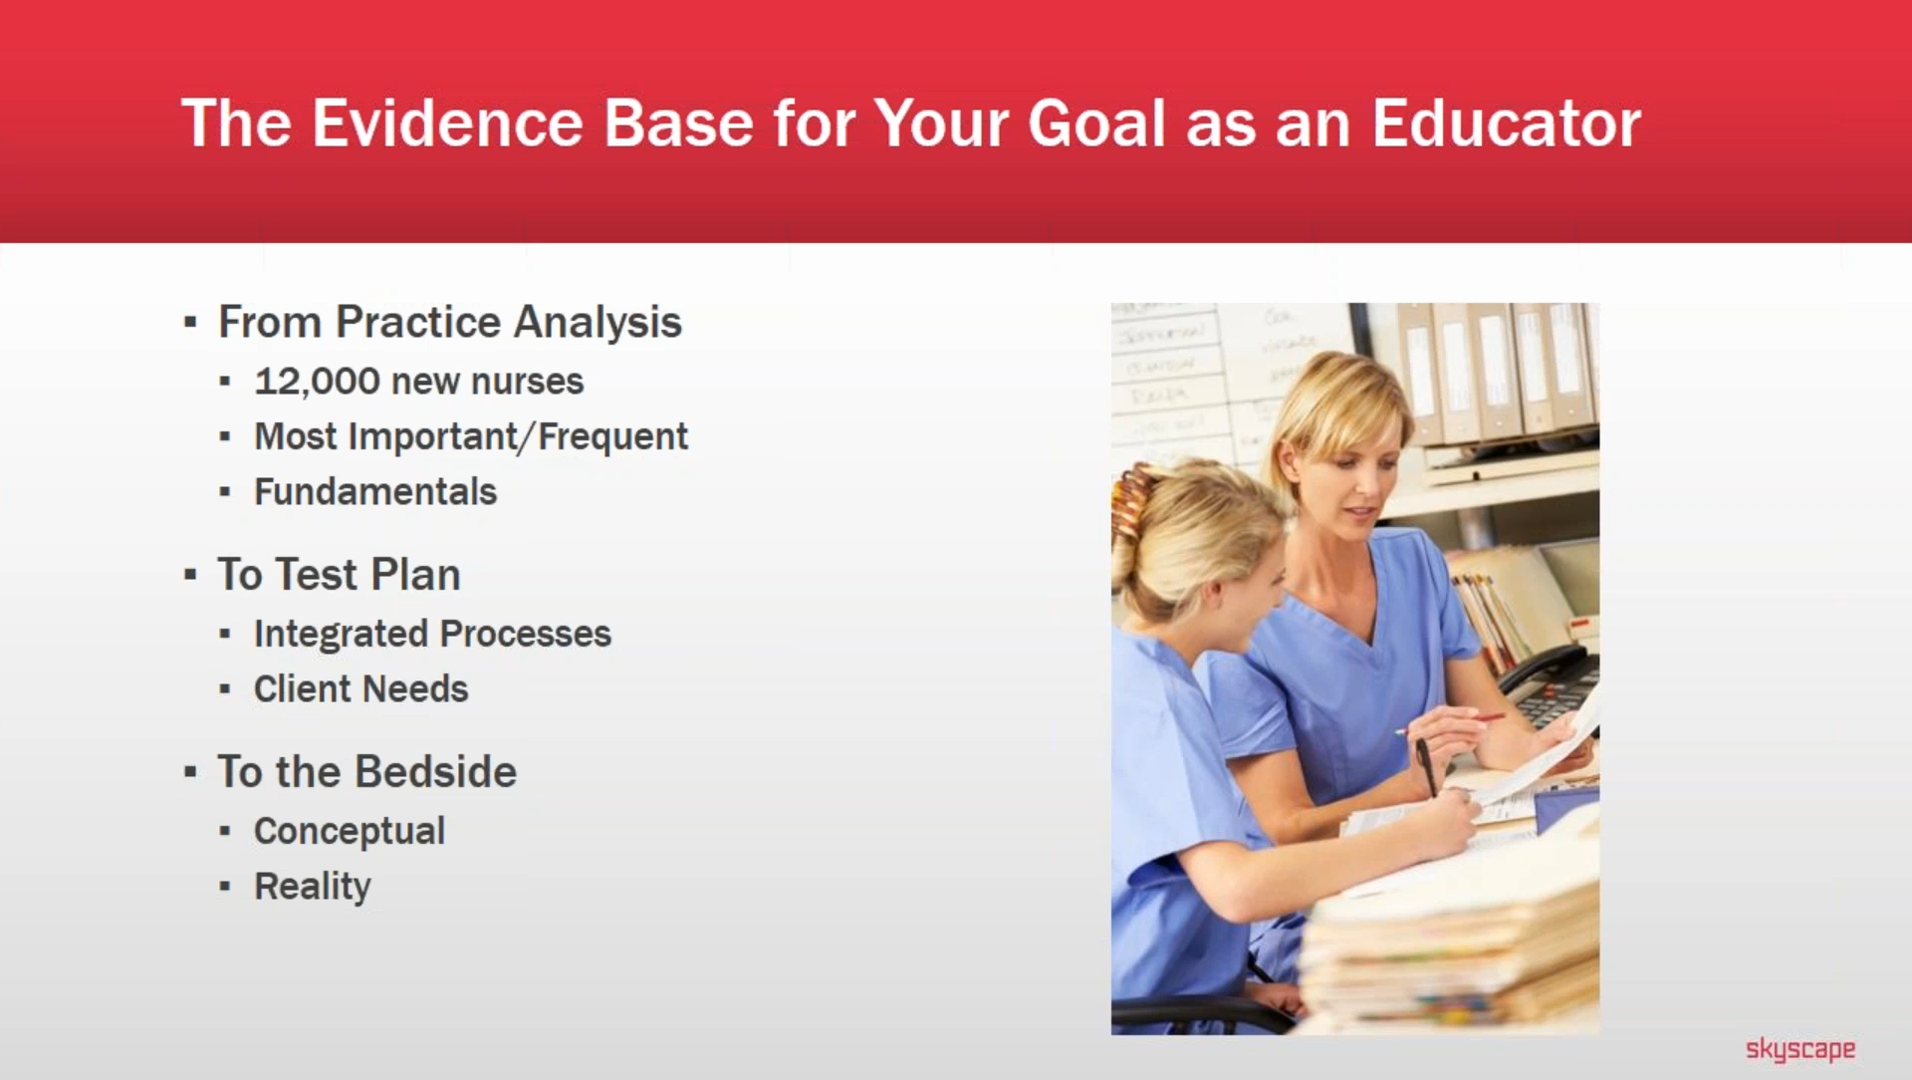 The Evidence Base for Your Goal as an Educator
▪ From Practice Analysis
▪ 12,000 new nurses
▪ Most Important/Frequent
▪ Fundamentals
▪ To Test Plan
▪ Integrated Processes
▪ Client Needs
▪ To the Bedside
▪ Conceptual
▪ Reality
skyscape